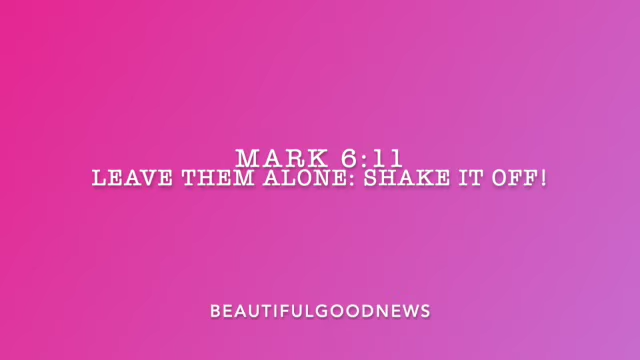 MARK 6:11
LEAVE THEM ALONE: SHAKE IT OFF!
BEAUTIFULGOODNEWS